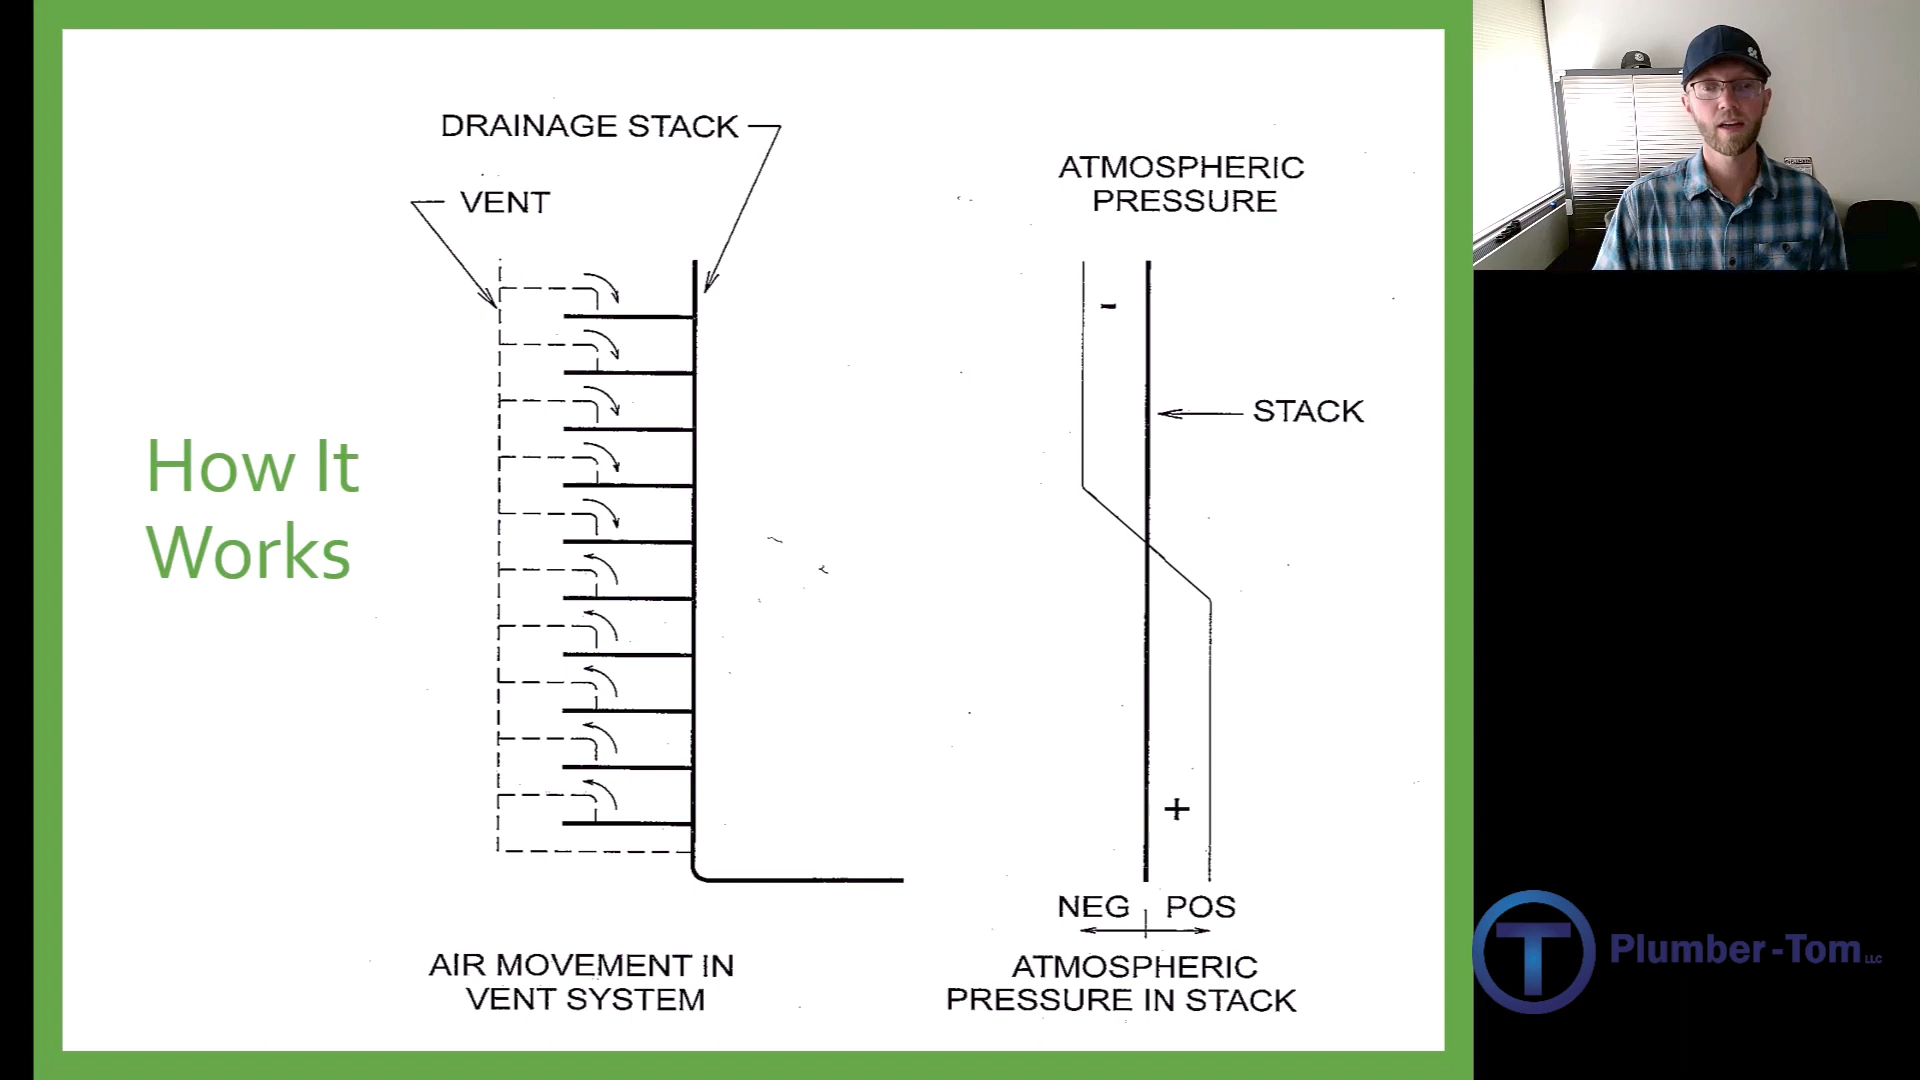 How It
Works
DRAINAGE STACK
VENT
AIR MOVEMENT IN
VENT SYSTEM
ATMOSPHERIC
PRESSURE
-
STACK
+
NEG
POS
ATMOSPHERIC
PRESSURE IN STACK
T
Plumber-Tom LLC